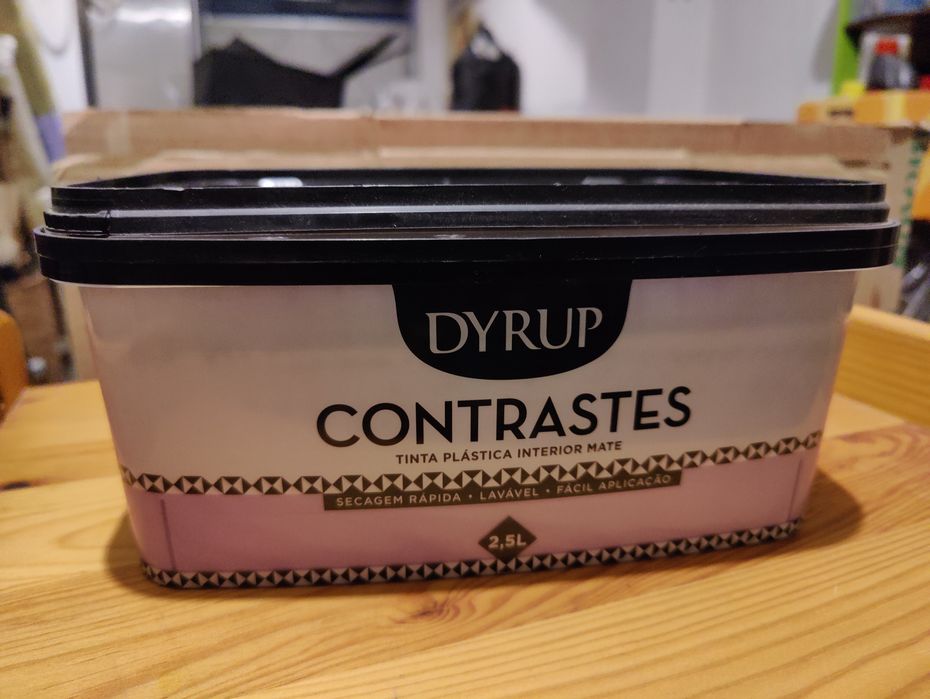 DYRUP
CONTRASTES
TINTA PLÁSTICA INTERIOR MATE
SECAGEM RÁPIDA • LAVÁVEL • FÁCIL APLICAÇÃO
2,5L